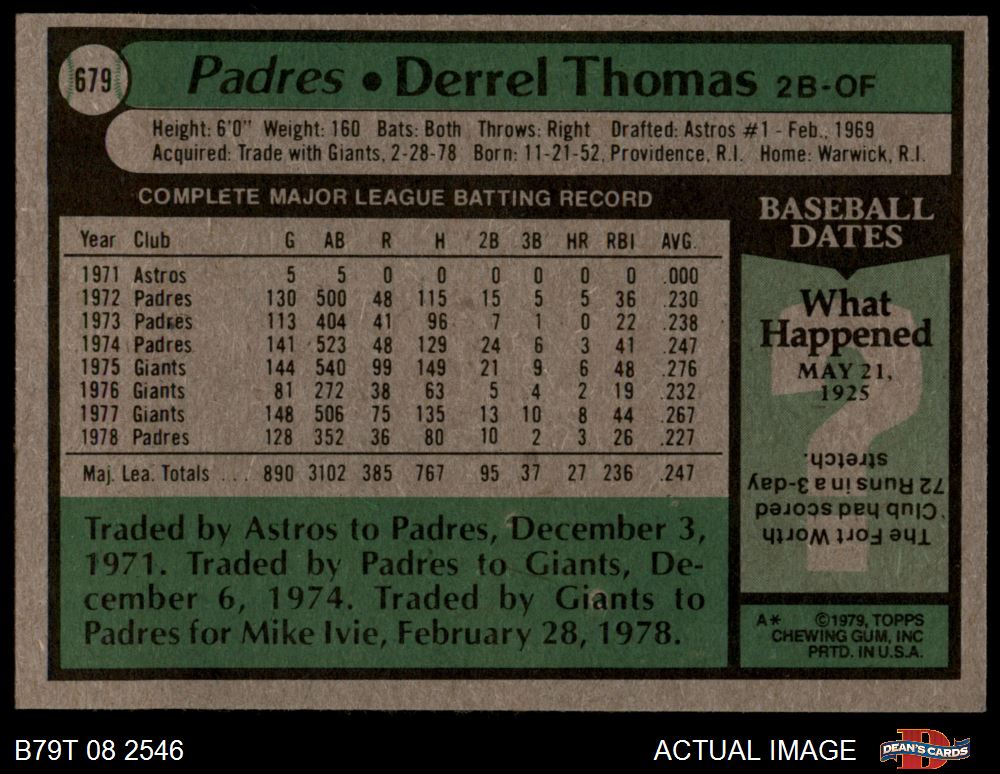 679
Padres • Derrel Thomas 2B-OF
Height: 6'0" Weight: 160 Bats: Both Throws: Right Drafted: Astros #1 - Feb., 1969
Acquired: Trade with Giants, 2-28-78 Born: 11-21-52, Providence, R.I. Home: Warwick, R.I.
COMPLETE MAJOR LEAGUE BATTING RECORD
Year Club G AB R H 2B 3B HR RBI AVG.
1971 Astros 5 5 0 0 0 0 0 0 .000
1972 Padres 130 500 48 115 15 5 5 36 .230
1973 Padres 113 404 41 96 7 1 0 22 .238
1974 Padres 141 523 48 129 24 6 3 41 .247
1975 Giants 144 540 99 149 21 9 6 48 .276
1976 Giants 81 272 38 63 5 4 2 19 .232
1977 Giants 148 506 75 135 13 10 8 44 .267
1978 Padres 128 352 36 80 10 2 3 26 .227
Maj. Lea. Totals ... 890 3102 385 767 95 37 27 236 .247
Traded by Astros to Padres, December 3,
1971. Traded by Padres to Giants, De-
cember 6, 1974. Traded by Giants to
Padres for Mike Ivie, February 28, 1978.
BASEBALL
DATES
What
Happened
MAY 21,
1925
?
The Fort Worth
Club had scored
72 Runs in a 3-day
stretch.
A* ©1979, TOPPS
CHEWING GUM, INC
PRTD. IN U.S.A.
B79T 08 2546
ACTUAL IMAGE
D
DEAN'S CARDS